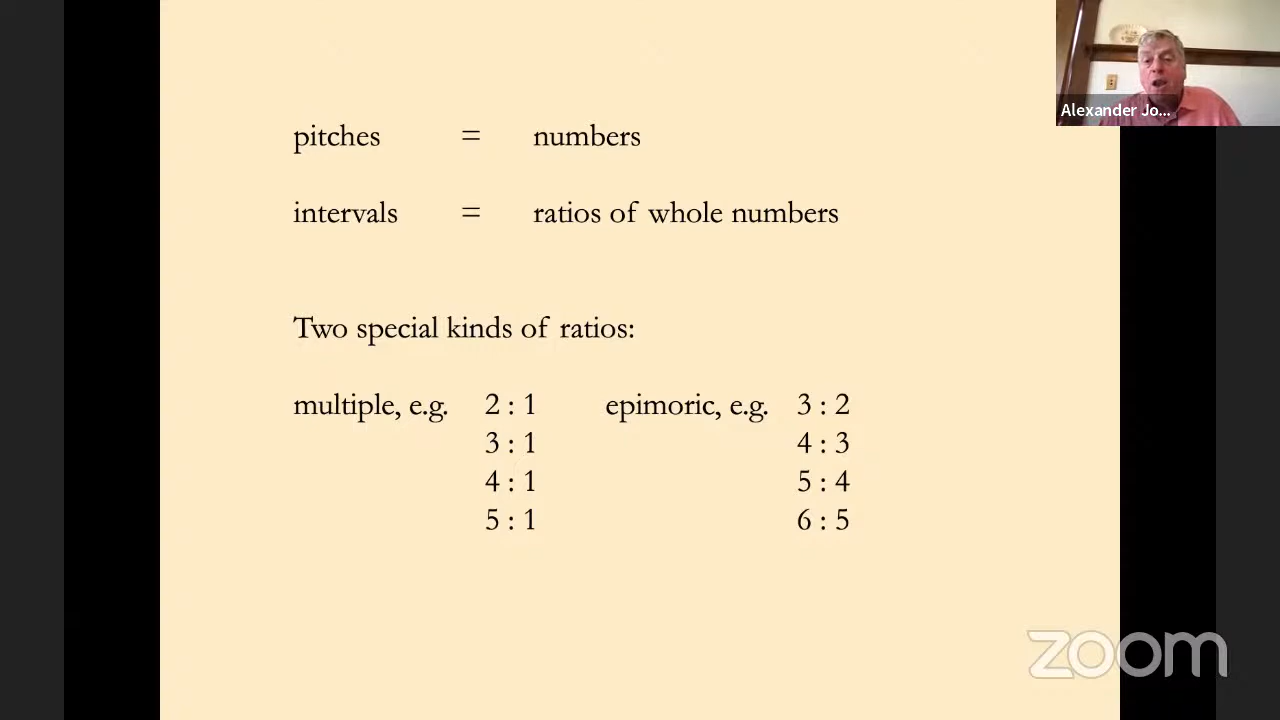 pitches = numbers
intervals = ratios of whole numbers
Two special kinds of ratios:
multiple, e.g. 2 : 1 epimoric, e.g. 3 : 2
3 : 1 4 : 3
4 : 1 5 : 4
5 : 1 6 : 5
Alexander Jo...
zoom